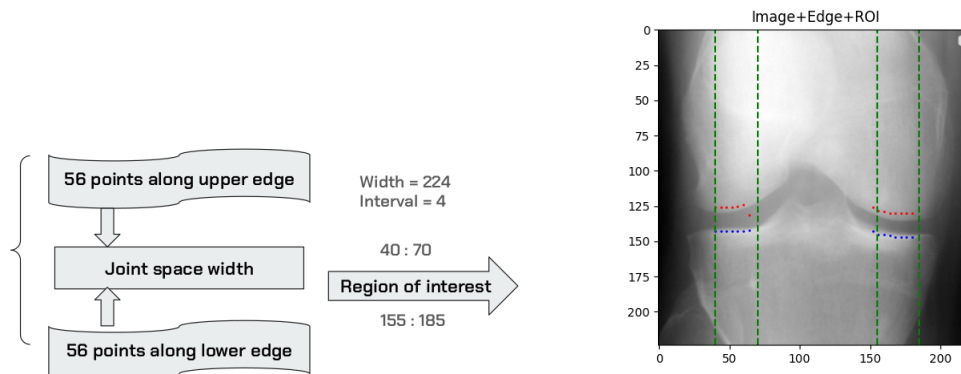 56 points along upper edge
Joint space width
56 points along lower edge
Width = 224
Interval = 4
40 : 70
Region of interest
155 : 185
Image+Edge+ROI
0
25
50
75
100
125
150
175
200
0
50
100
150
200